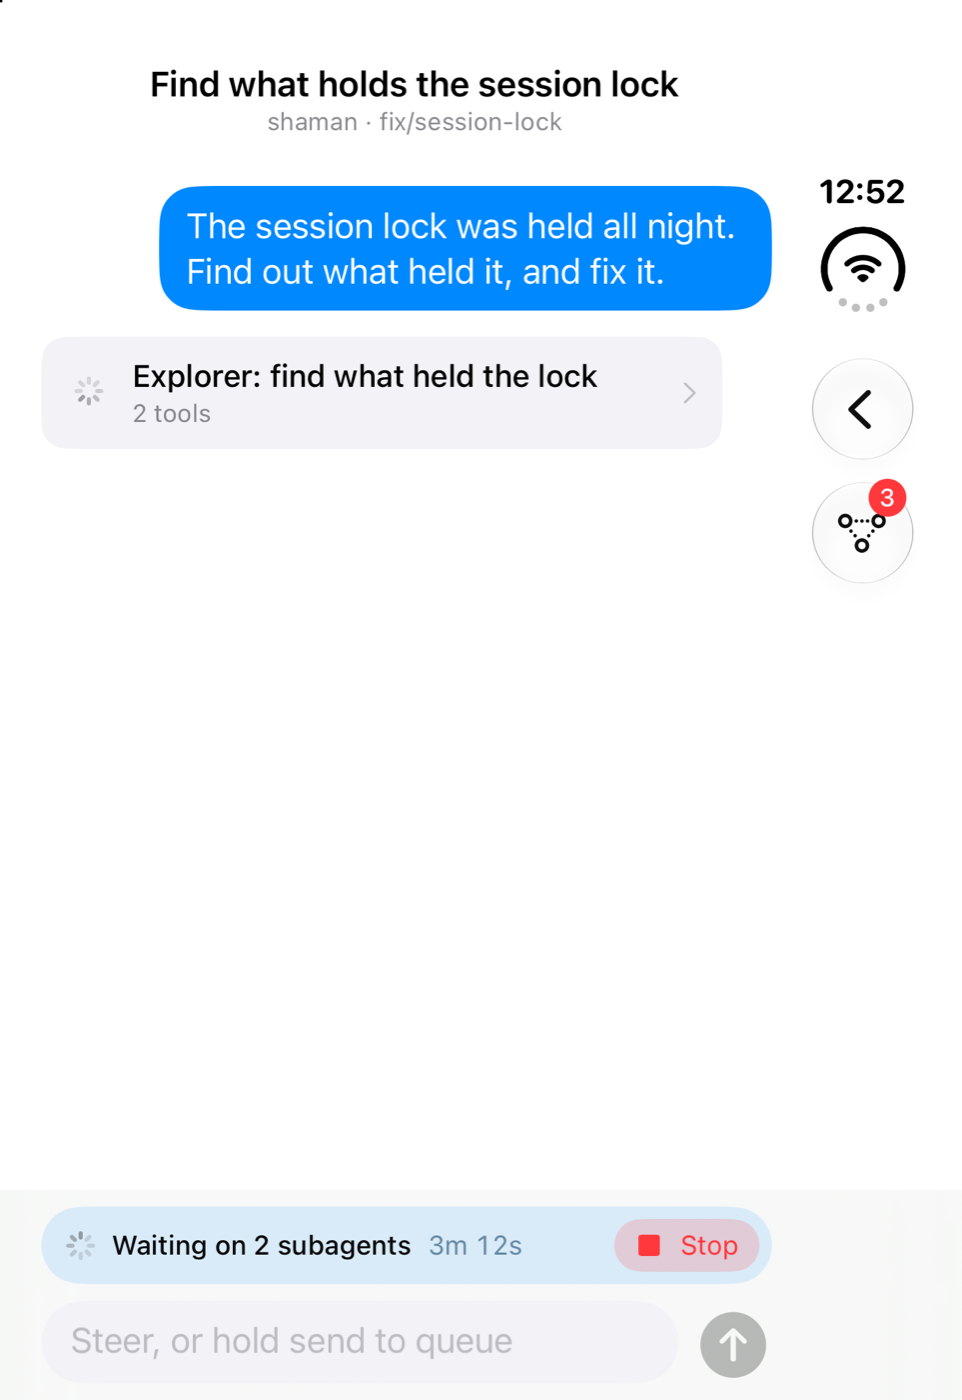 Find what holds the session lock
shaman · fix/session-lock
12:52
The session lock was held all night.
Find out what held it, and fix it.
Explorer: find what held the lock
2 tools
3
Waiting on 2 subagents 3m 12s
Stop
Steer, or hold send to queue